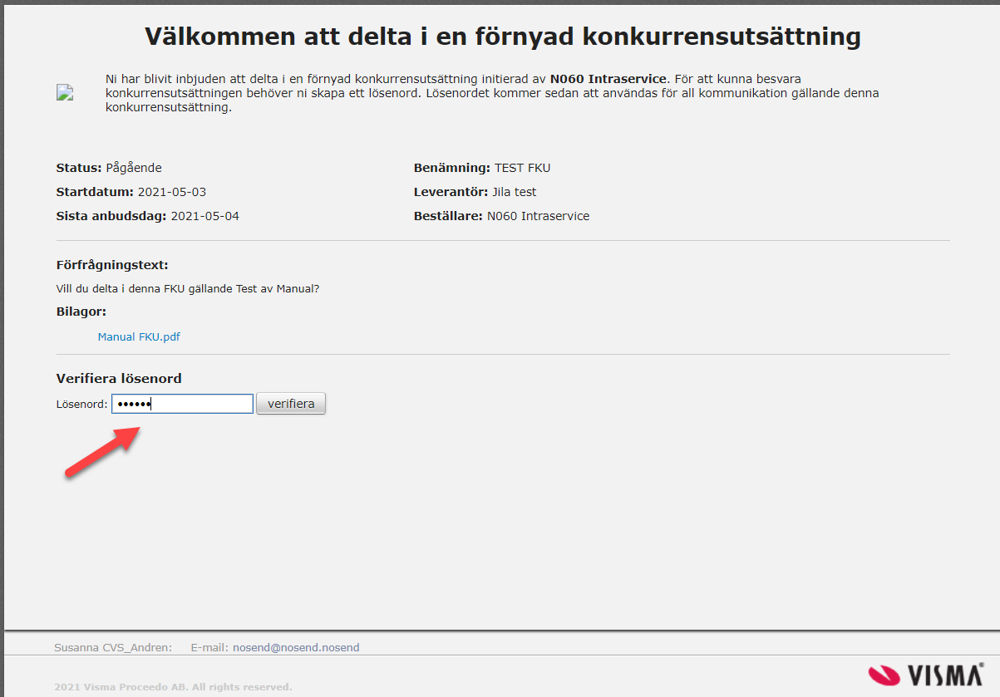 Välkommen att delta i en förnyad konkurrensutsättning
Ni har blivit inbjuden att delta i en förnyad konkurrensutsättning initierad av N060 Intraservice. För att kunna besvara
konkurrensutsättningen behöver ni skapa ett lösenord. Lösenordet kommer sedan att användas för all kommunikation gällande denna
konkurrensutsättning.
Status: Pågående
Benämning: TEST FKU
Startdatum: 2021-05-03
Leverantör: Jila test
Sista anbudsdag: 2021-05-04
Beställare: N060 Intraservice
Förfrågningstext:
Vill du delta i denna FKU gällande Test av Manual?
Bilagor:
Manual FKU.pdf
Verifiera lösenord
Lösenord: •••••• verifiera
Susanna CVS_Andren: E-mail: nosend@nosend.nosend
VISMA®
2021 Visma Proceedo AB. All rights reserved.